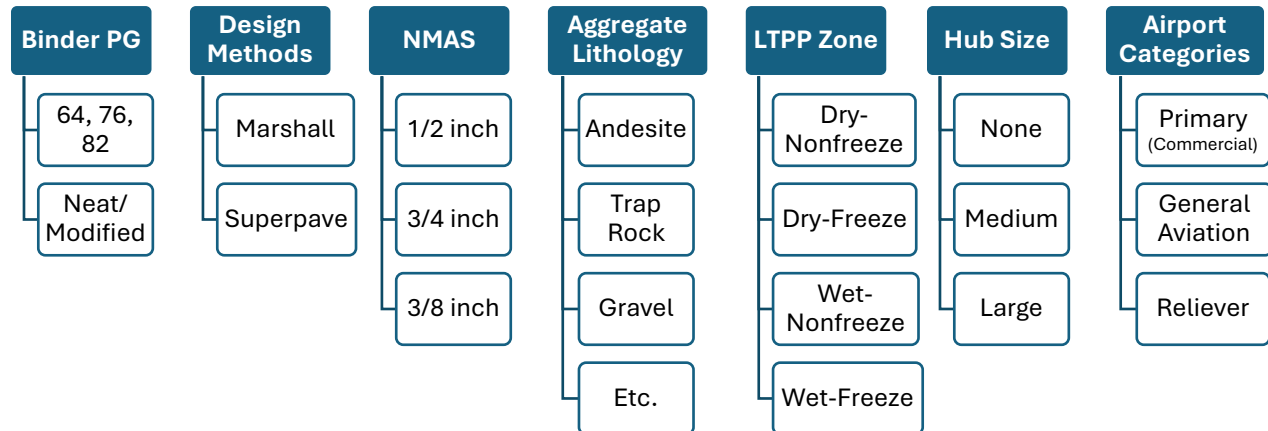 Binder PG
64, 76,
82
Neat/
Modified
Design
Methods
Marshall
Superpave
NMAS
1/2 inch
3/4 inch
3/8 inch
Aggregate
Lithology
Andesite
Trap
Rock
Gravel
Etc.
LTPP Zone
Dry-
Nonfreeze
Dry-Freeze
Wet-
Nonfreeze
Wet-Freeze
Hub Size
None
Medium
Large
Airport
Categories
Primary
(Commercial)
General
Aviation
Reliever